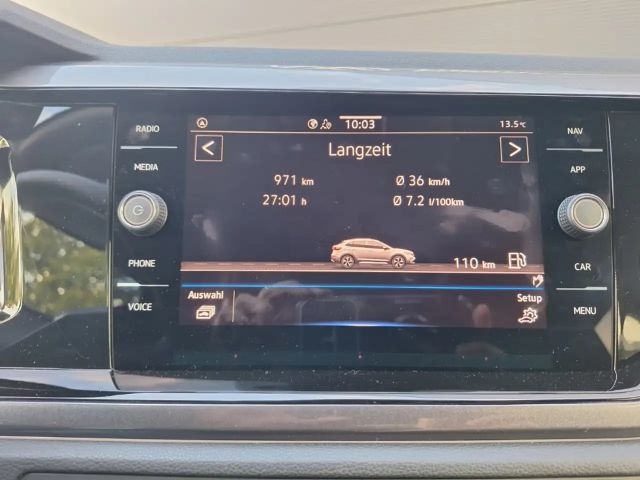 RADIO
MEDIA
PHONE
VOICE
10:03
13.5°C
< Langzeit >
971 km Ø 36 km/h
27:01 h Ø 7.2 l/100km
110 km
Auswahl
Setup
NAV
APP
CAR
MENU